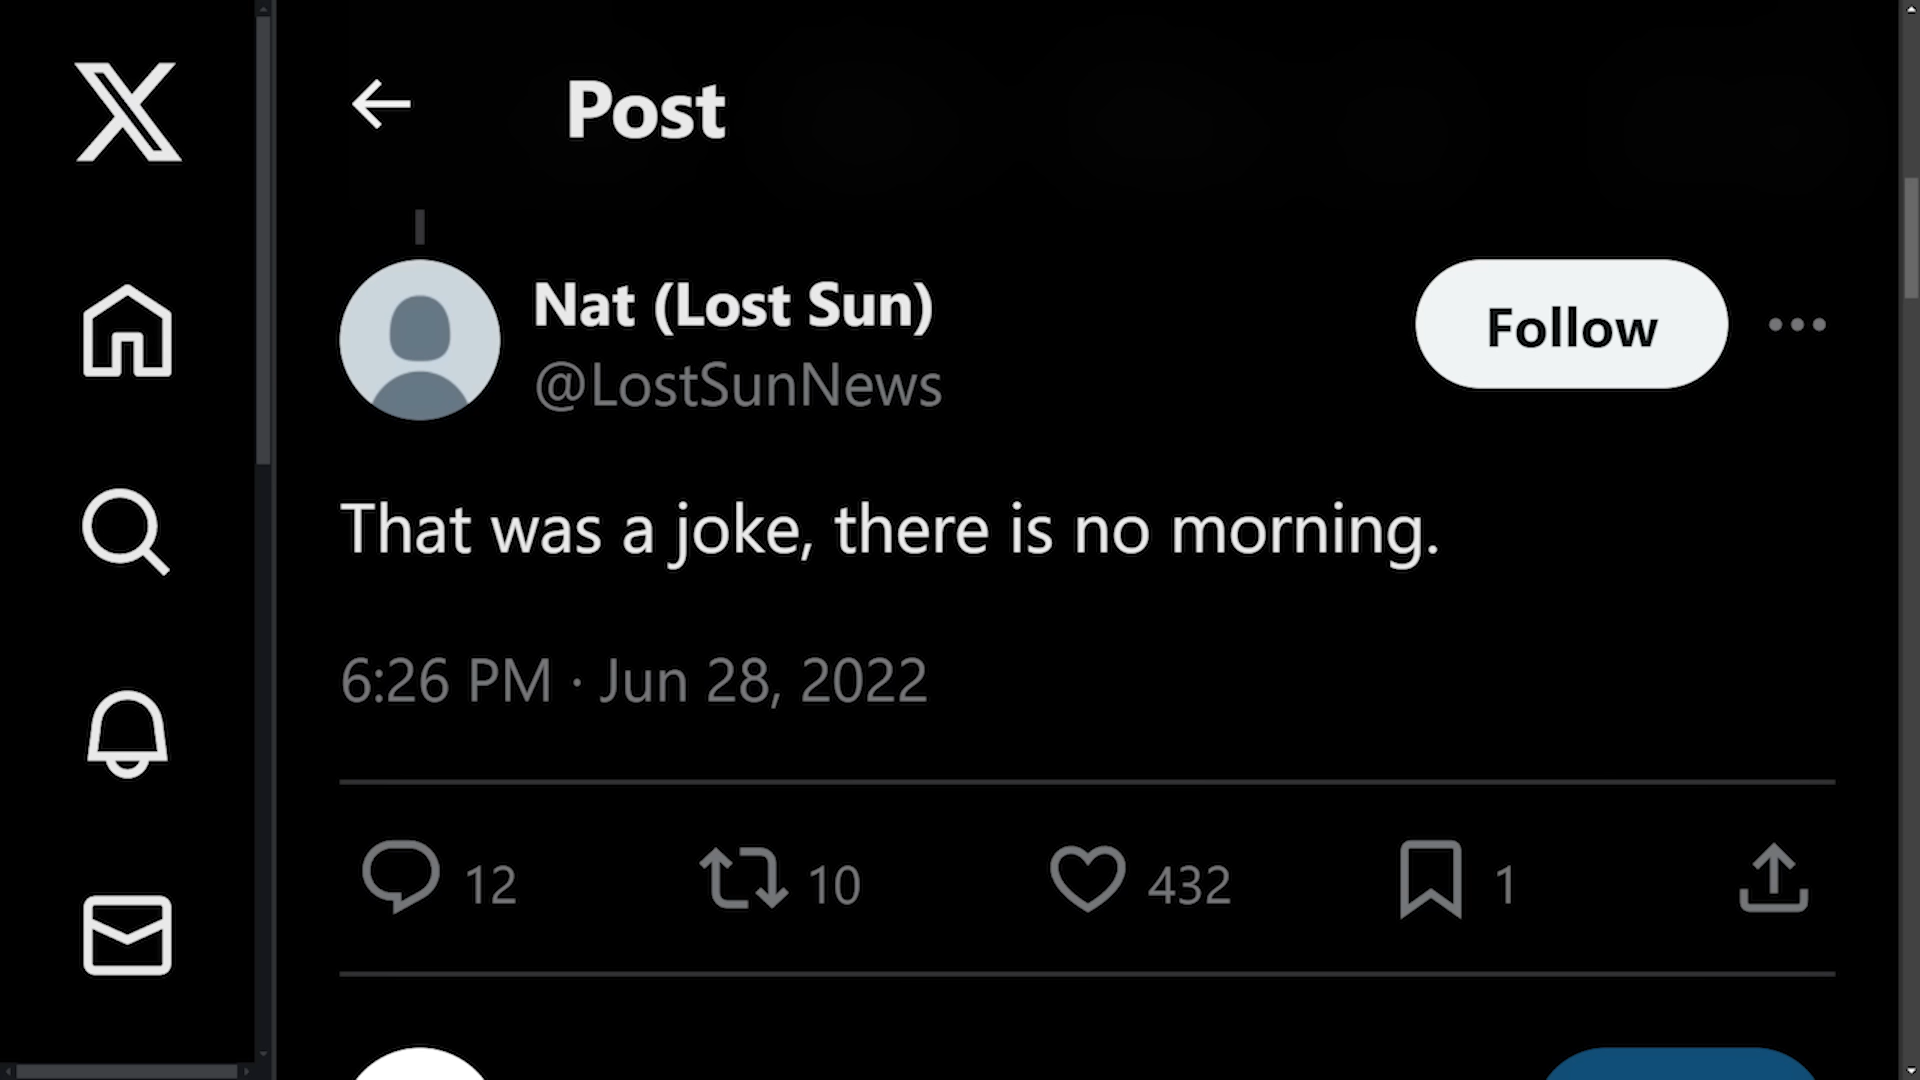 Post
Nat (Lost Sun)
@LostSunNews
Follow
That was a joke, there is no morning.
6:26 PM · Jun 28, 2022
12 10 432 1